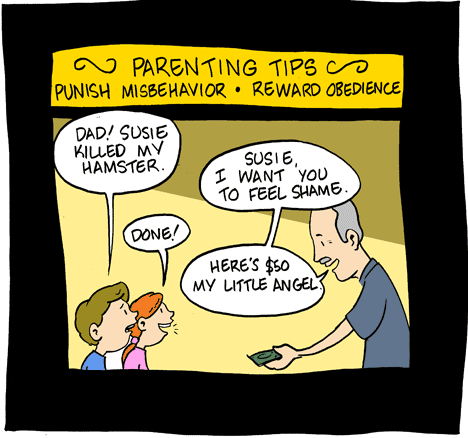 PARENTING TIPS
PUNISH MISBEHAVIOR • REWARD OBEDIENCE
DAD! SUSIE
KILLED MY
HAMSTER.
SUSIE,
I WANT YOU
TO FEEL SHAME.
DONE!
HERE'S $50
MY LITTLE ANGEL.